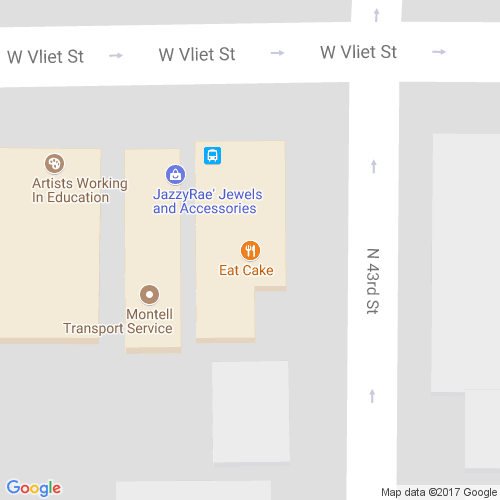 W Vliet St
W Vliet St
W Vliet St
Artists Working
In Education
JazzyRae' Jewels
and Accessories
Eat Cake
N 43rd St
Montell
Transport Service
Google
Map data ©2017 Google